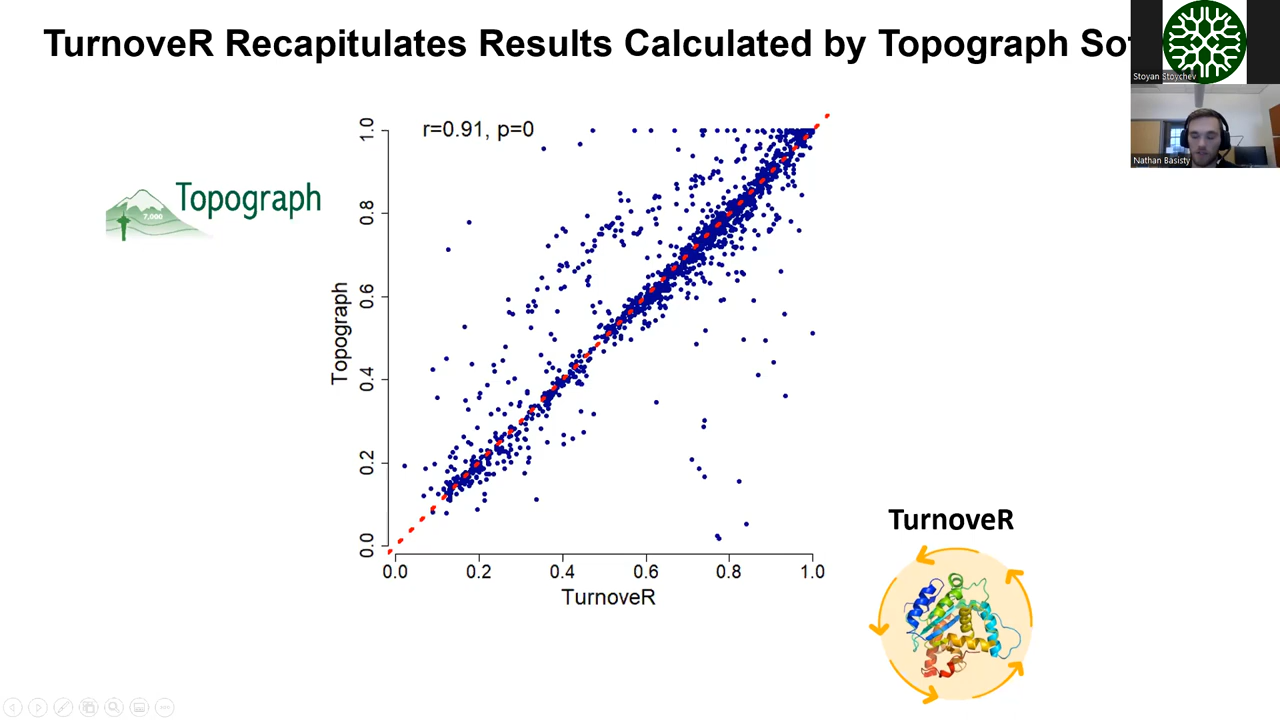 TurnoveR Recapitulates Results Calculated by Topograph
Stoyan Stoychev
Nathan Basisty
r=0.91, p=0
Topograph
7,000
Topograph
1.0
0.8
0.6
0.4
0.2
0.0
0.0 0.2 0.4 0.6 0.8 1.0
TurnoveR
TurnoveR